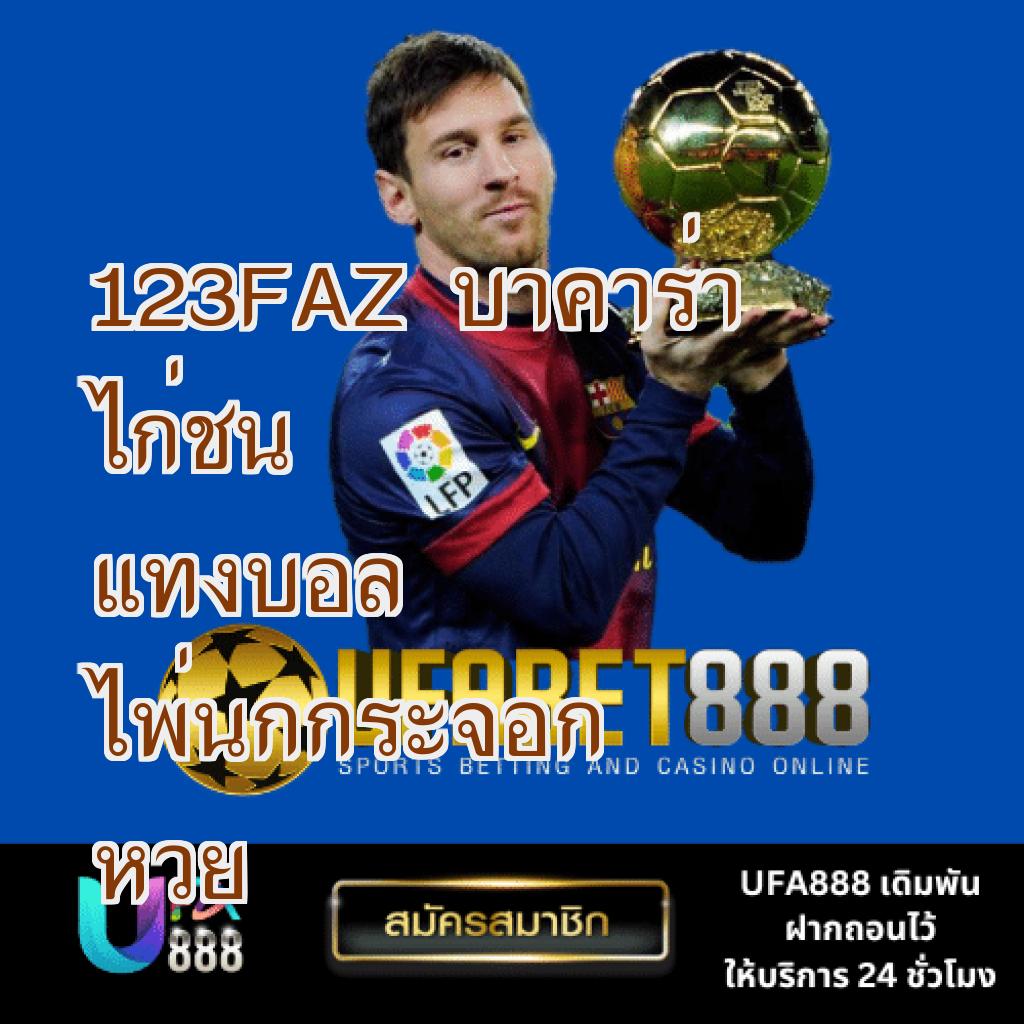 123FAZ บาคาร่า
ไก่ชน
LFP
แทงบอล
UFABET888
ไพ่นกกระจอก
SPORTS BETTING AND CASINO ONLINE
หวย
UFA
888
สมัครสมาชิก
UFA888 เดิมพัน
ฝากถอนไว้
ให้บริการ 24 ชั่วโมง